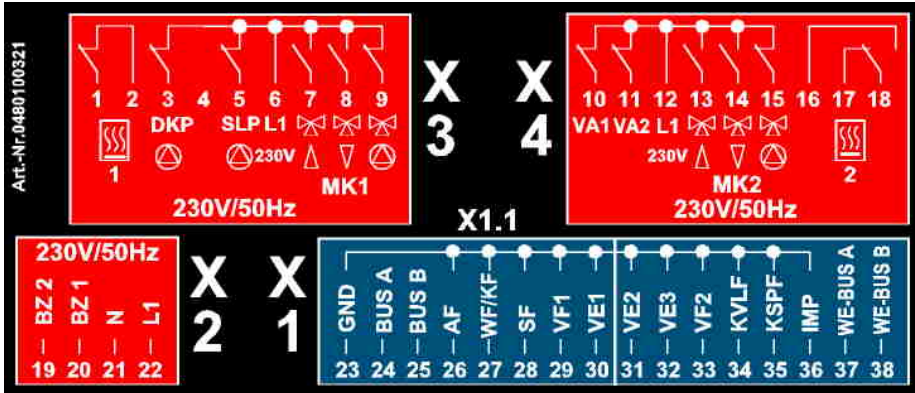 Art.-Nr.0480100321
1 2 3 4 5 6 7 8 9
DKP SLP L1
230V
1
MK1
230V/50Hz
X
3
X
4
10 11 12 13 14 15 16 17 18
VA1 VA2 L1
230V
2
MK2
230V/50Hz
X1.1
230V/50Hz
BZ 2
BZ 1
N
L1
19 20 21 22
X
2
X
1
GND
BUS A
BUS B
AF
WF/KF
SF
VF1
VE1
VE2
VE3
VF2
KVLF
KSPF
IMP
WE-BUS A
WE-BUS B
23 24 25 26 27 28 29 30 31 32 33 34 35 36 37 38